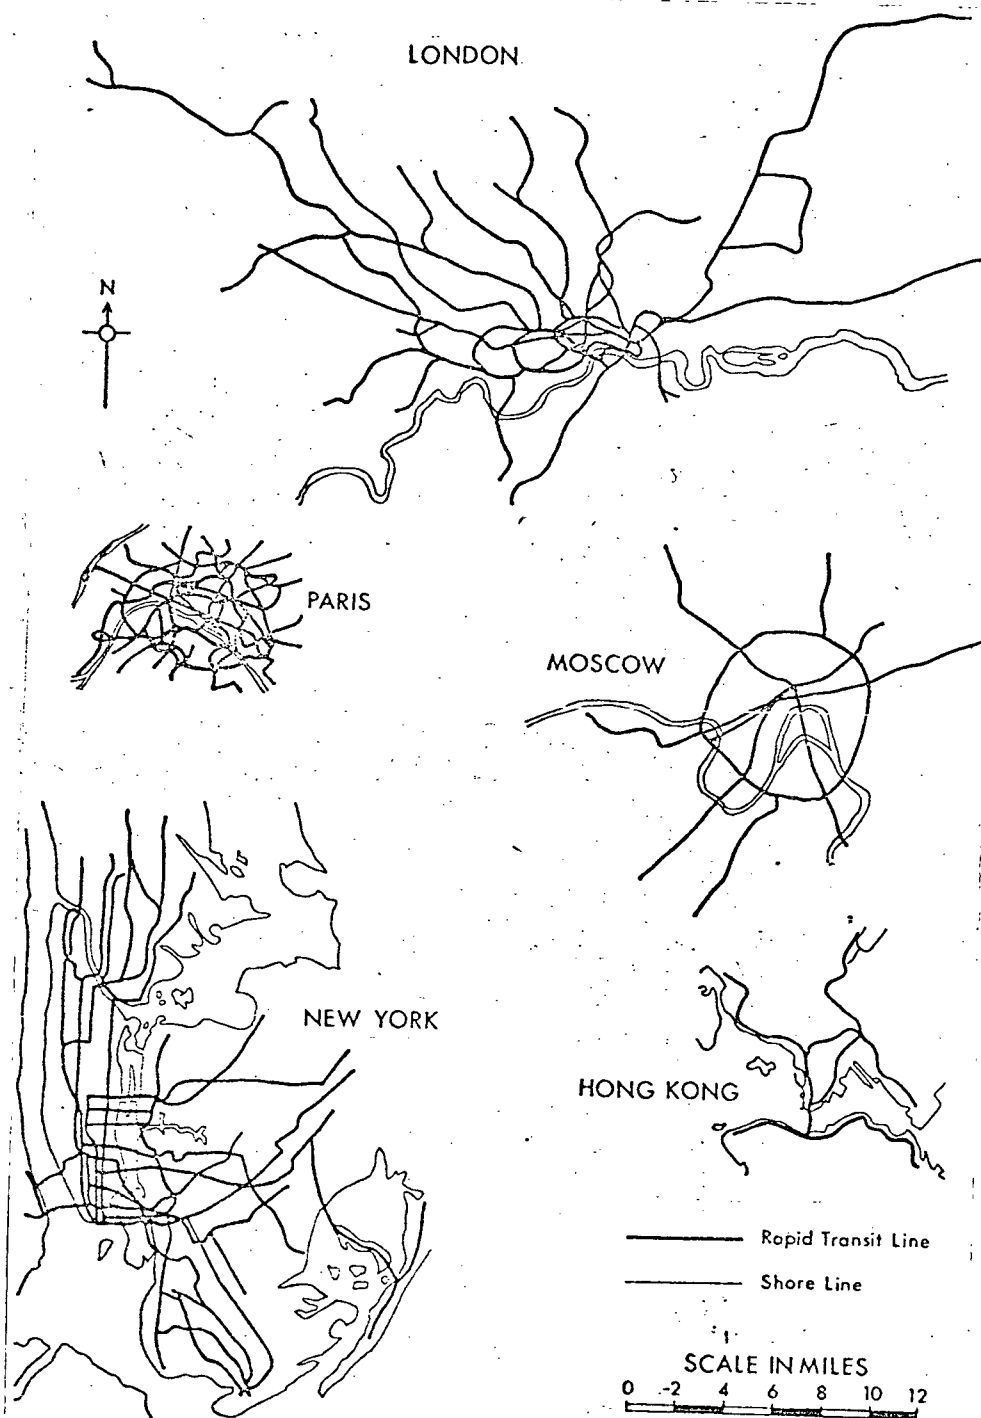 LONDON
N
PARIS
MOSCOW
NEW YORK
HONG KONG
Rapid Transit Line
Shore Line
SCALE IN MILES
0 2 4 6 8 10 12